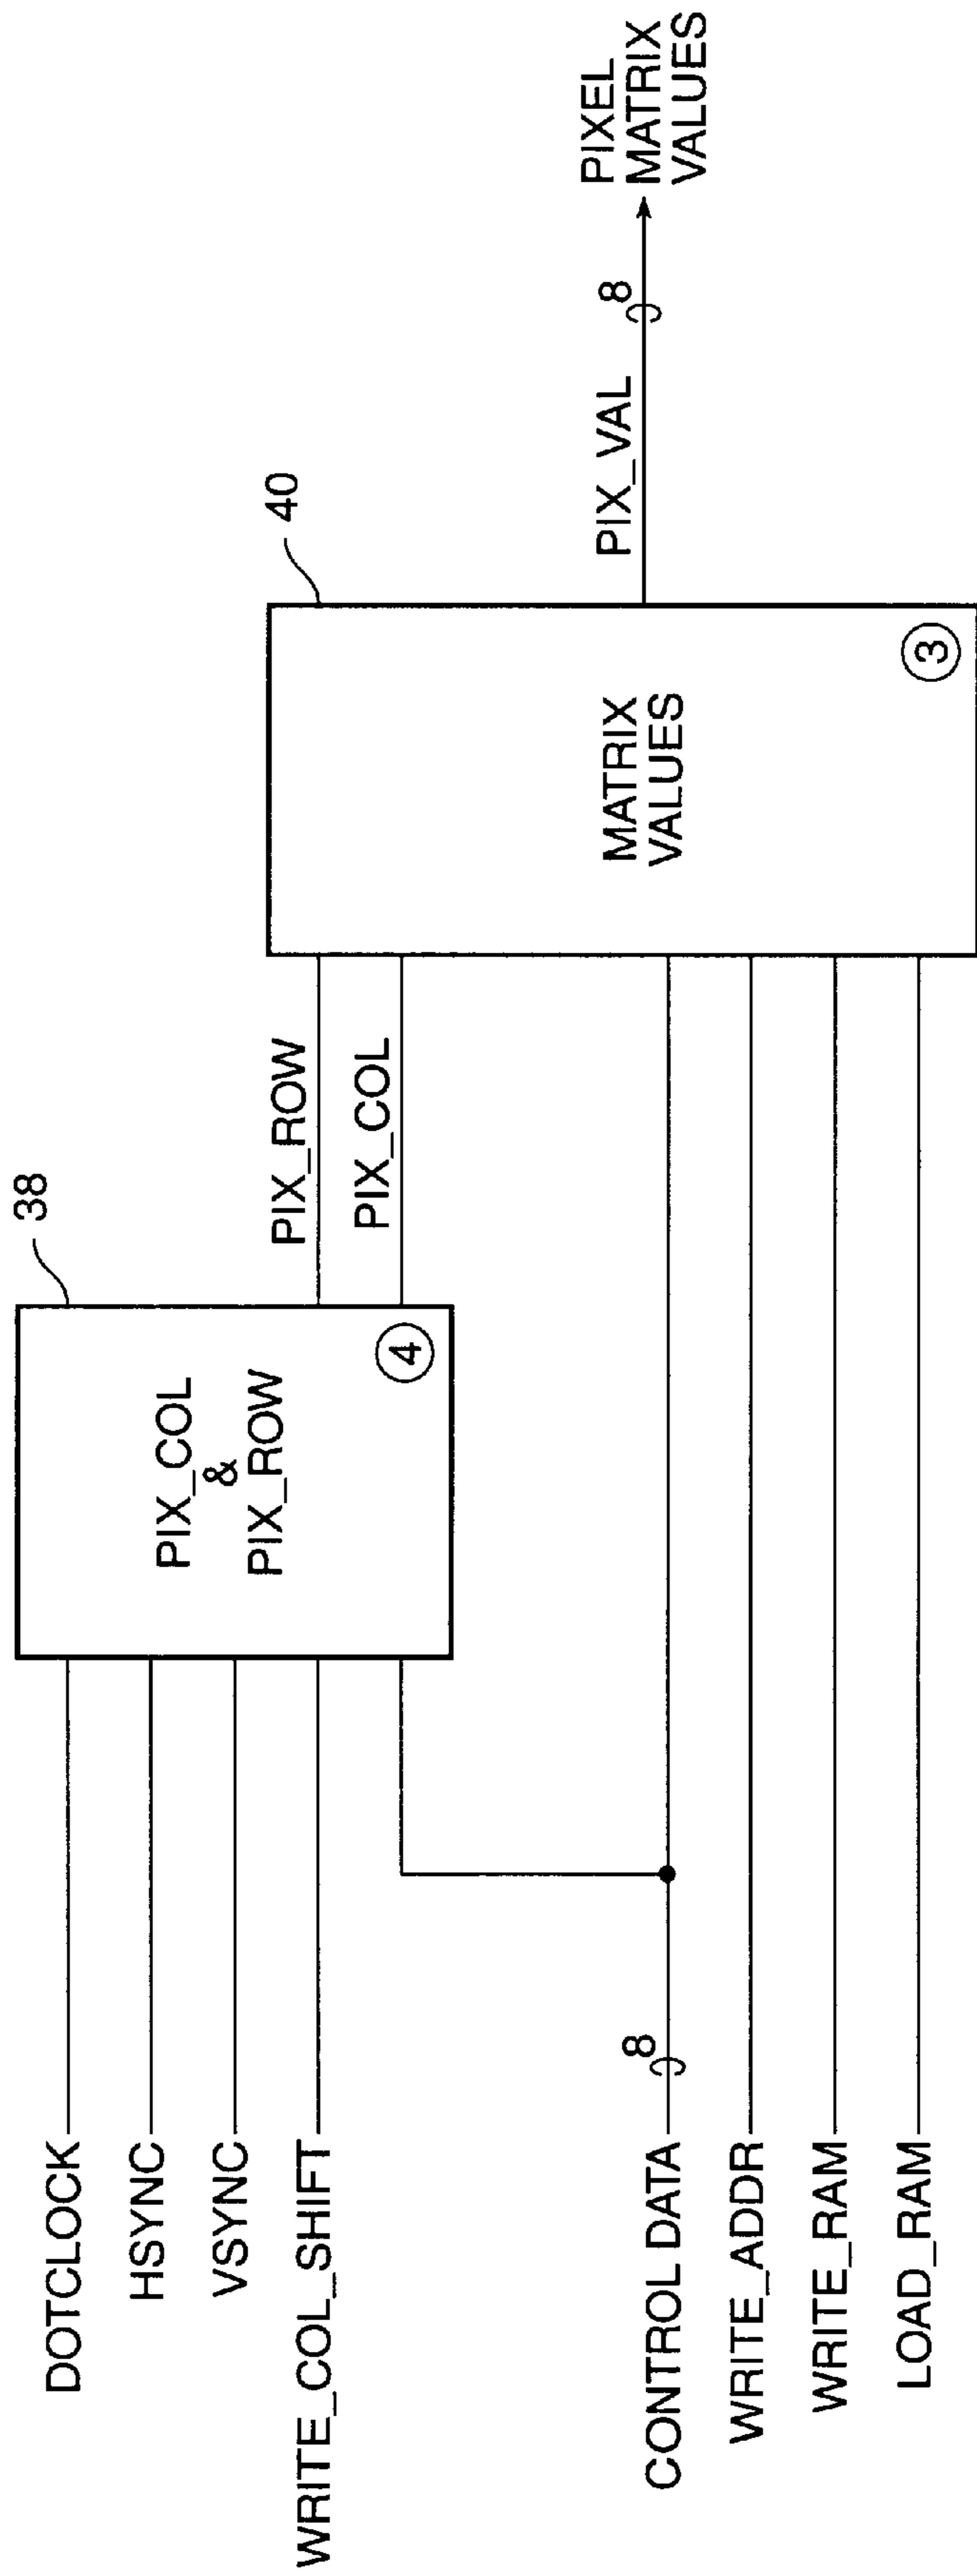 DOTCLOCK
HSYNC
VSYNC
WRITE_COL_SHIFT
PIX_COL
&
PIX_ROW
4
38
PIX_ROW
PIX_COL
CONTROL DATA
8
WRITE_ADDR
WRITE_RAM
LOAD_RAM
MATRIX
VALUES
3
40
PIX_VAL
8
PIXEL
MATRIX
VALUES